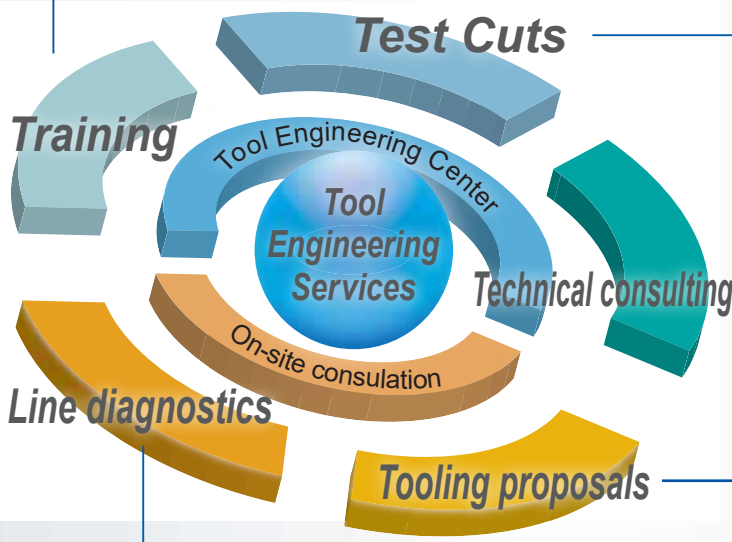 Test Cuts
Training
Tool Engineering Center
Tool
Engineering
Services
Technical consulting
On-site consulation
Line diagnostics
Tooling proposals